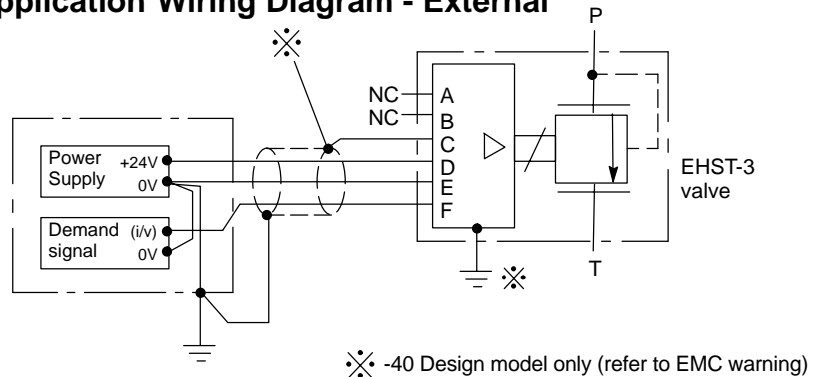 pplication Wiring Diagram - External
P
NC A
NC B
C
D
E
F
Power Supply +24V
0V
Demand signal (i/v)
0V
EHST-3
valve
T
※ -40 Design model only (refer to EMC warning)